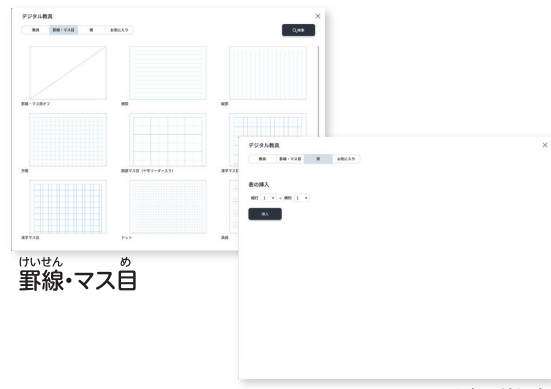 デジタル教具
教具 罫線・マス目 表 お気に入り
検索
罫線・マス目オフ 横罫 縦罫
方眼 国語マス目(十字リーダー入り) 漢字マス目
漢字マス目 ドット 英語
けいせん め
罫線・マス目
デジタル教具
教具 罫線・マス目 表 お気に入り
表の挿入
縦行 1 × 横列 1
挿入